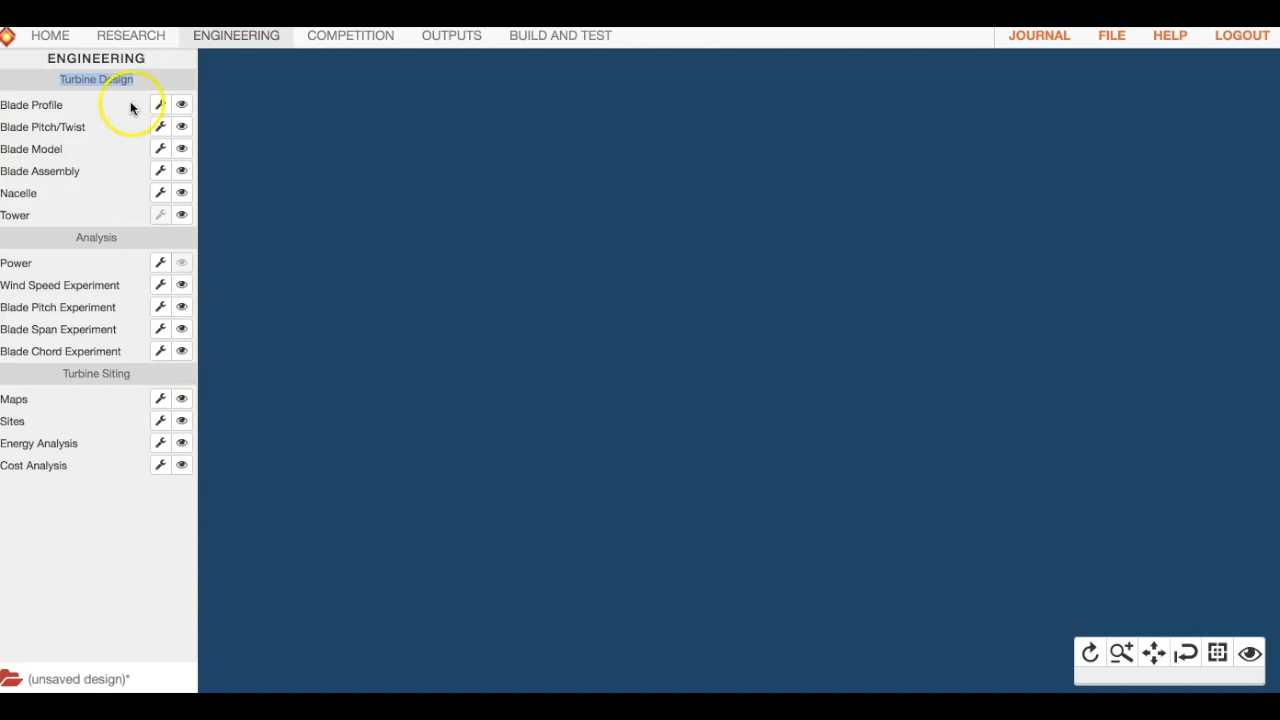 HOME RESEARCH ENGINEERING COMPETITION OUTPUTS BUILD AND TEST JOURNAL FILE HELP LOGOUT
ENGINEERING
Turbine Design
Blade Profile
Blade Pitch/Twist
Blade Model
Blade Assembly
Nacelle
Tower
Analysis
Power
Wind Speed Experiment
Blade Pitch Experiment
Blade Span Experiment
Blade Chord Experiment
Turbine Siting
Maps
Sites
Energy Analysis
Cost Analysis
(unsaved design)*